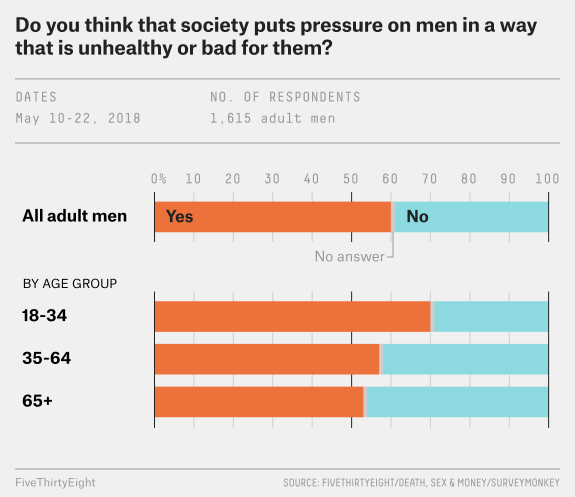 Do you think that society puts pressure on men in a way
that is unhealthy or bad for them?
DATES
NO. OF RESPONDENTS
May 10-22, 2018
1,615 adult men
0% 10 20 30 40 50 60 70 80 90 100
All adult men
Yes
No
No answer
BY AGE GROUP
18-34
35-64
65+
FiveThirtyEight
SOURCE: FIVETHIRTYEIGHT/DEATH, SEX & MONEY/SURVEYMONKEY